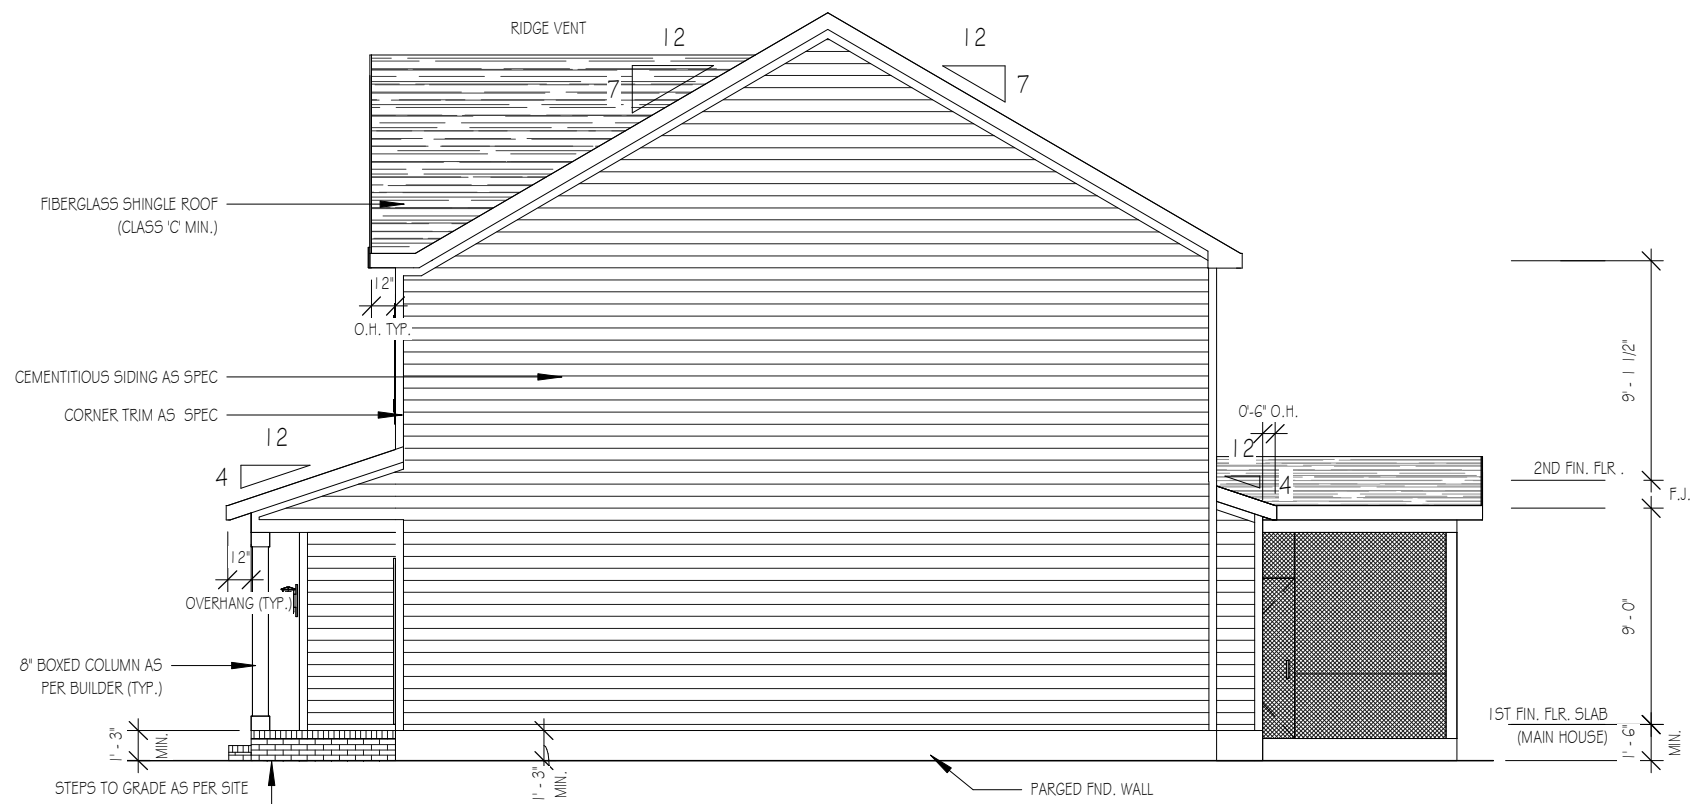 RIDGE VENT
12
7
12
7
FIBERGLASS SHINGLE ROOF
(CLASS 'C' MIN.)
12"
O.H. TYP.
CEMENTITIOUS SIDING AS SPEC
CORNER TRIM AS SPEC
12
4
12"
OVERHANG (TYP.)
8" BOXED COLUMN AS
PER BUILDER (TYP.)
1' - 3"
MIN.
STEPS TO GRADE AS PER SITE
1' - 3"
MIN.
PARGED FND. WALL
0'-6" O.H.
12
4
9' - 1 1/2"
2ND FIN. FLR .
F.J.
9' - 0"
1ST FIN. FLR. SLAB
(MAIN HOUSE)
1' - 6"
MIN.